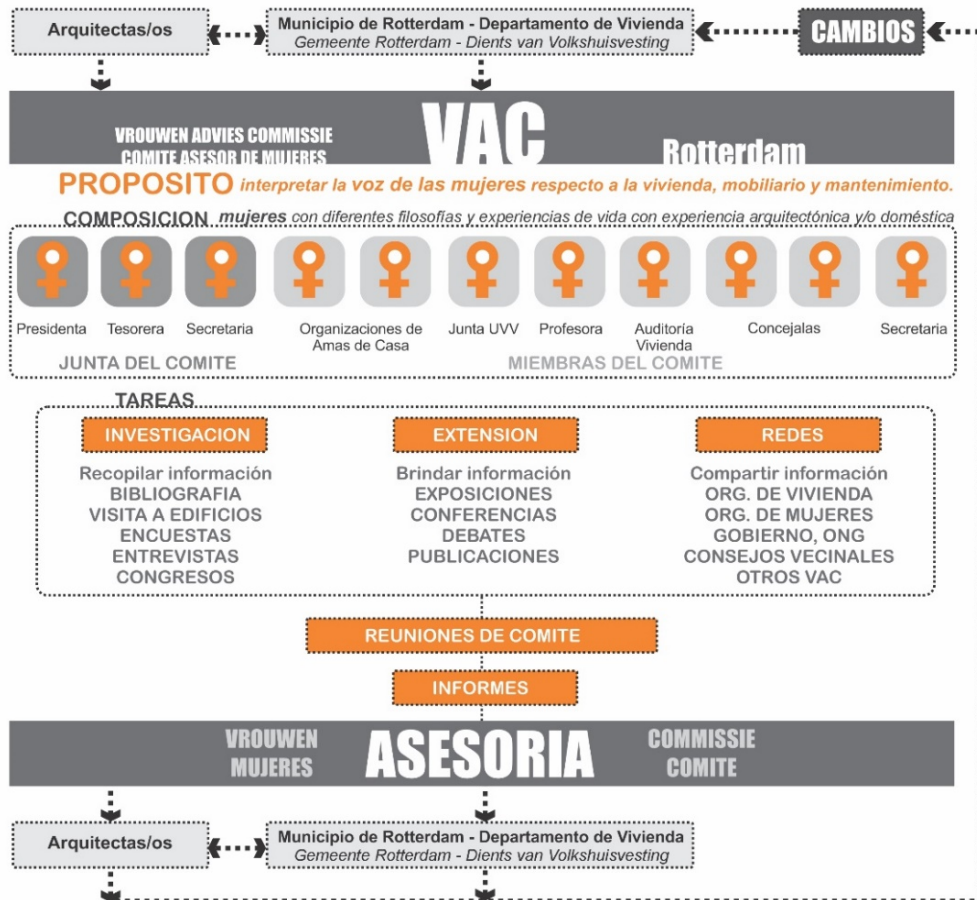 Arquitectas/os
Municipio de Rotterdam - Departamento de Vivienda
Gemeente Rotterdam - Dients van Volkshuisvesting
CAMBIOS
VROUWEN ADVIES COMMISSIE
COMITE ASESOR DE MUJERES
VAC
Rotterdam
PROPOSITO interpretar la voz de las mujeres respecto a la vivienda, mobiliario y mantenimiento.
COMPOSICION mujeres con diferentes filosofías y experiencias de vida con experiencia arquitectónica y/o doméstica
Presidenta
Tesorera
Secretaria
Organizaciones de
Amas de Casa
Junta UVV
Profesora
Auditoría
Vivienda
Concejalas
Secretaria
JUNTA DEL COMITE
MIEMBRAS DEL COMITE
TAREAS
INVESTIGACION
Recopilar información
BIBLIOGRAFIA
VISITA A EDIFICIOS
ENCUESTAS
ENTREVISTAS
CONGRESOS
EXTENSION
Brindar información
EXPOSICIONES
CONFERENCIAS
DEBATES
PUBLICACIONES
REDES
Compartir información
ORG. DE VIVIENDA
ORG. DE MUJERES
GOBIERNO, ONG
CONSEJOS VECINALES
OTROS VAC
REUNIONES DE COMITE
INFORMES
VROUWEN
MUJERES
ASESORIA
COMMISSIE
COMITE
Arquitectas/os
Municipio de Rotterdam - Departamento de Vivienda
Gemeente Rotterdam - Dients van Volkshuisvesting